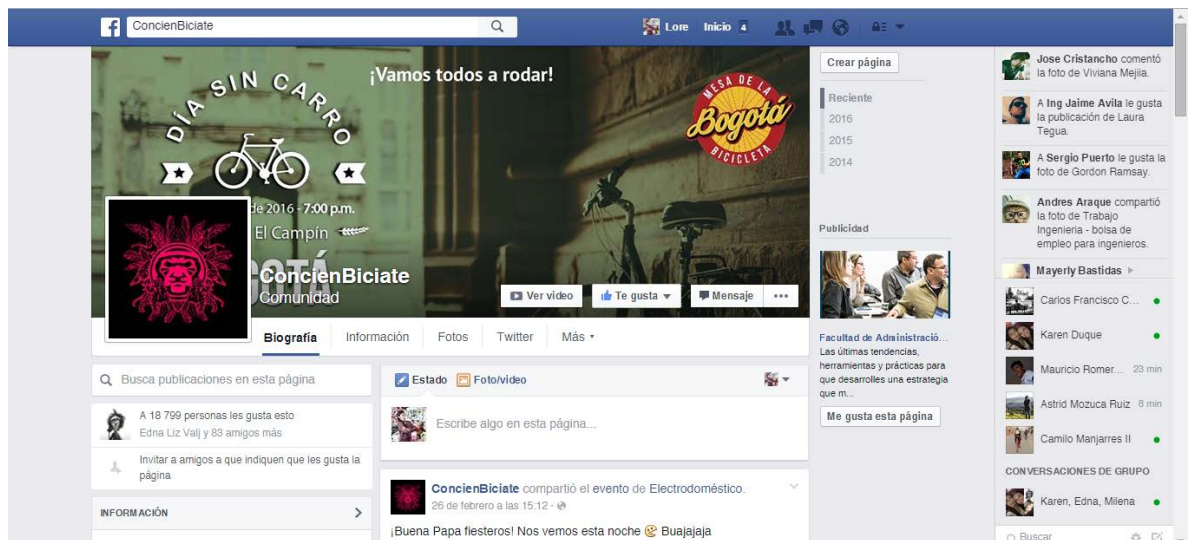 ConcienBiciate
Lore Inicio 4
¡Vamos todos a rodar!
DÍA SIN CARRO
MESA DE LA
Bogotá
BICICLETA
de 2016 - 7:00 p.m.
El Campín
ConcienBiciate
Comunidad
Ver video
Te gusta
Mensaje
Biografía Información Fotos Twitter Más
Busca publicaciones en esta página
A 18 799 personas les gusta esto
Edna Liz Valj y 83 amigos más
Invitar a amigos a que indiquen que les gusta la
página
INFORMACIÓN
Estado Foto/video
Escribe algo en esta página...
ConcienBiciate compartió el evento de Electrodoméstico.
26 de febrero a las 15:12 ·
¡Buena Papa fiesteros! Nos vemos esta noche Buajajaja
Crear página
Reciente
2016
2015
2014
Publicidad
Facultad de Administració...
Las últimas tendencias,
herramientas y prácticas para
que desarrolles una estrategia
que m...
Me gusta esta página
Jose Cristancho comentó
la foto de Viviana Mejiia.
A Ing Jaime Avila le gusta
la publicación de Laura
Tegua.
A Sergio Puerto le gusta la
foto de Gordon Ramsay.
Andres Araque compartió
la foto de Trabajo
Ingenieria - bolsa de
empleo para ingenieros.
Mayerly Bastidas
Carlos Francisco C...
Karen Duque
Mauricio Romer... 23 min
Astrid Mozuca Ruiz 8 min
Camilo Manjarres II
CONVERSACIONES DE GRUPO
Karen, Edna, Milena
Buscar